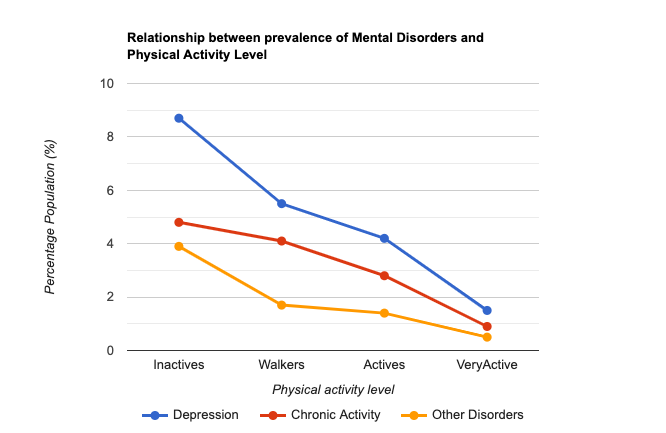 Relationship between prevalence of Mental Disorders and
Physical Activity Level
Percentage Population (%)
10
8
6
4
2
0
Inactives Walkers Actives VeryActive
Physical activity level
Depression Chronic Activity Other Disorders